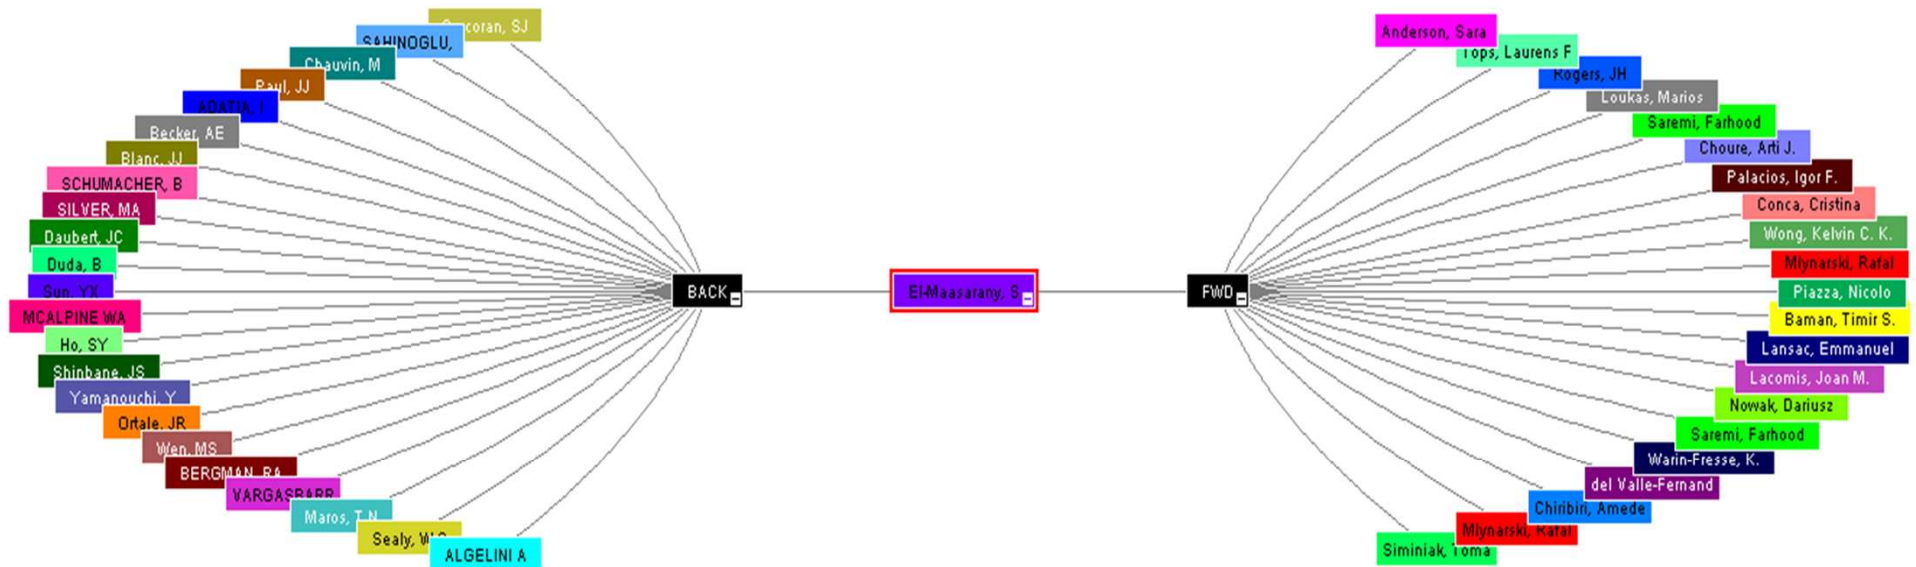 Corcoran, SJ
SAHINOGLU,
Chauvin, M
Paul, JJ
ADATIA, I
Becker, AE
Blanc, JJ
SCHUMACHER, B
SILVER, MA
Daubert, JC
Duda, B
Sun, YX
MCALPINE WA
Ho, SY
Shinbane, JS
Yamanouchi, Y
Ortale, JR
Wen, MS
BERGMAN, RA
VARGASBARR
Maros, T N
Sealy, W C
ALGELINI A
BACK
El-Maasarany, S
FWD
Anderson, Sara
Tops, Laurens F
Rogers, JH
Loukas, Marios
Saremi, Farhood
Choure, Arti J.
Palacios, Igor F.
Conca, Cristina
Wong, Kelvin C. K.
Mlynarski, Rafal
Piazza, Nicolo
Baman, Timir S.
Lansac, Emmanuel
Lacomis, Joan M.
Nowak, Dariusz
Saremi, Farhood
Warin-Fresse, K.
del Valle-Fernand
Chiribiri, Amede
Mlynarski, Rafal
Siminiak, Toma